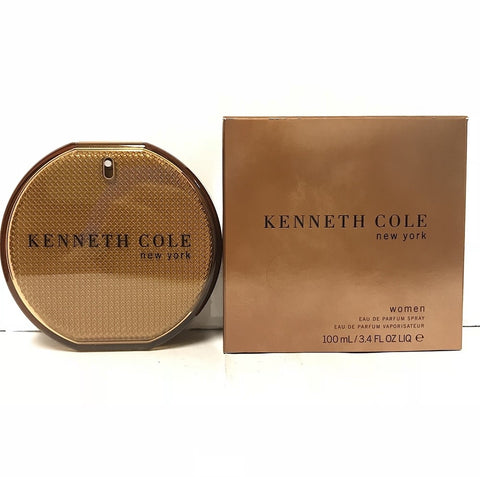 KENNETH COLE
new york
KENNETH COLE
new york
women
EAU DE PARFUM SPRAY
EAU DE PARFUM VAPORISATEUR
100 mL / 3.4 FL OZ LIQ ℮